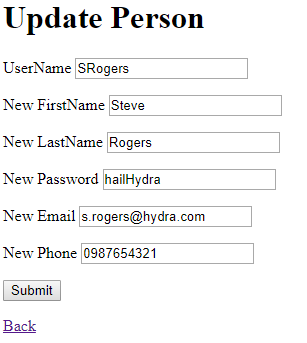 Update Person
UserName SRogers
New FirstName Steve
New LastName Rogers
New Password hailHydra
New Email s.rogers@hydra.com
New Phone 0987654321
Submit
Back